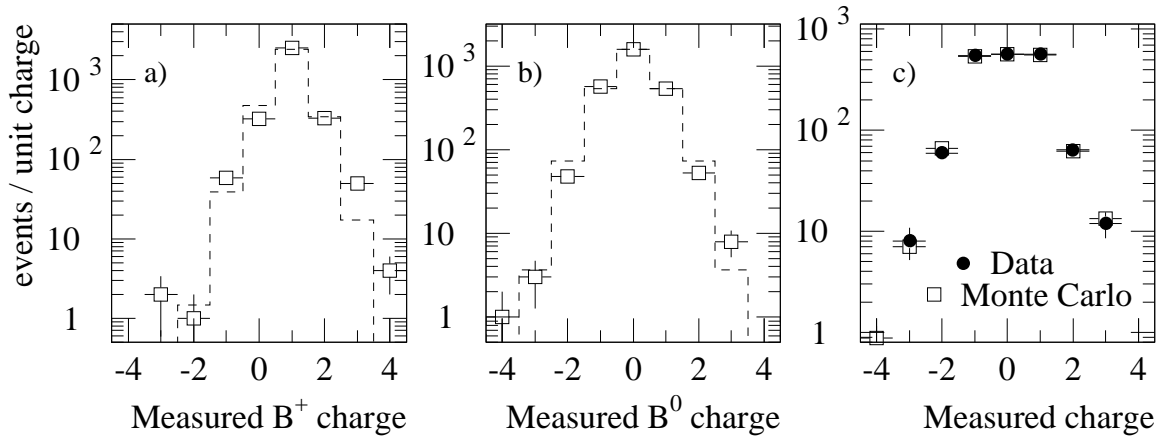 events / unit charge
a)
10^3
10^2
10
1
-4 -2 0 2 4
Measured B^+ charge
b)
10^3
10^2
10
1
-4 -2 0 2 4
Measured B^0 charge
c)
10^3
10^2
10
1
Data
Monte Carlo
-4 -2 0 2 4
Measured charge